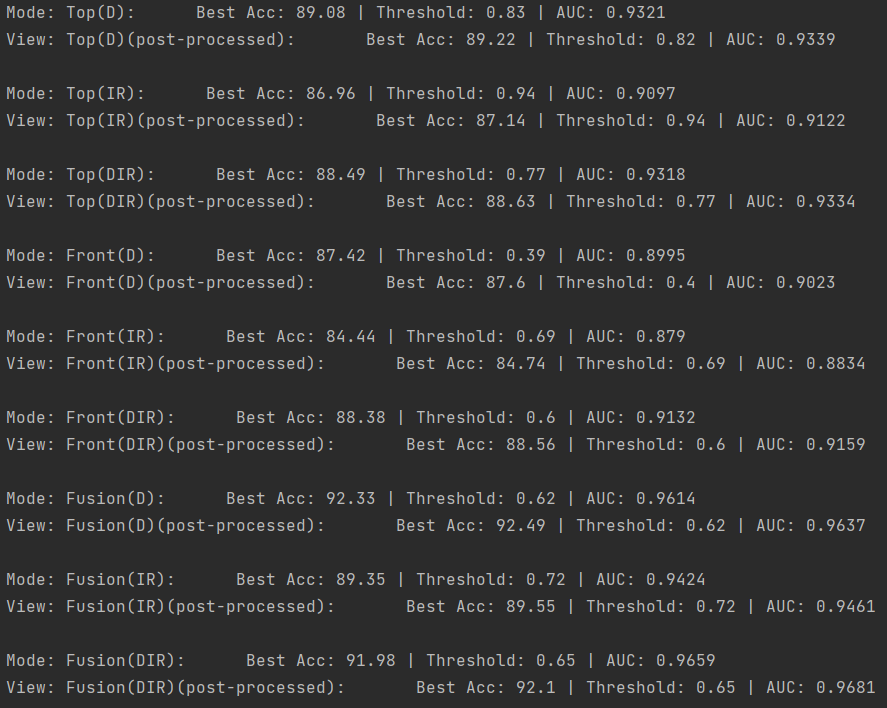 Mode: Top(D):      Best Acc: 89.08 | Threshold: 0.83 | AUC: 0.9321
View: Top(D)(post-processed):       Best Acc: 89.22 | Threshold: 0.82 | AUC: 0.9339
Mode: Top(IR):      Best Acc: 86.96 | Threshold: 0.94 | AUC: 0.9097
View: Top(IR)(post-processed):       Best Acc: 87.14 | Threshold: 0.94 | AUC: 0.9122
Mode: Top(DIR):      Best Acc: 88.49 | Threshold: 0.77 | AUC: 0.9318
View: Top(DIR)(post-processed):       Best Acc: 88.63 | Threshold: 0.77 | AUC: 0.9334
Mode: Front(D):      Best Acc: 87.42 | Threshold: 0.39 | AUC: 0.8995
View: Front(D)(post-processed):       Best Acc: 87.6 | Threshold: 0.4 | AUC: 0.9023
Mode: Front(IR):      Best Acc: 84.44 | Threshold: 0.69 | AUC: 0.879
View: Front(IR)(post-processed):       Best Acc: 84.74 | Threshold: 0.69 | AUC: 0.8834
Mode: Front(DIR):      Best Acc: 88.38 | Threshold: 0.6 | AUC: 0.9132
View: Front(DIR)(post-processed):       Best Acc: 88.56 | Threshold: 0.6 | AUC: 0.9159
Mode: Fusion(D):      Best Acc: 92.33 | Threshold: 0.62 | AUC: 0.9614
View: Fusion(D)(post-processed):       Best Acc: 92.49 | Threshold: 0.62 | AUC: 0.9637
Mode: Fusion(IR):      Best Acc: 89.35 | Threshold: 0.72 | AUC: 0.9424
View: Fusion(IR)(post-processed):       Best Acc: 89.55 | Threshold: 0.72 | AUC: 0.9461
Mode: Fusion(DIR):      Best Acc: 91.98 | Threshold: 0.65 | AUC: 0.9659
View: Fusion(DIR)(post-processed):       Best Acc: 92.1 | Threshold: 0.65 | AUC: 0.9681